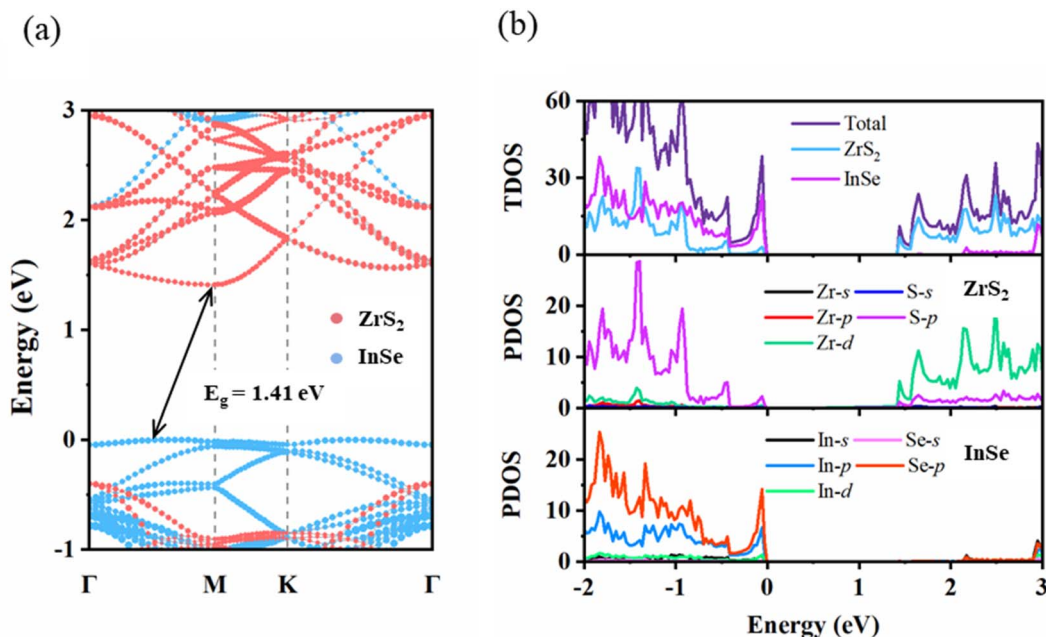 (a)
3
2
1
0
-1
Energy (eV)
ZrS₂
InSe
E_g = 1.41 eV
Γ M K Γ
(b)
60
30
0
TDOS
Total
ZrS₂
InSe
20
10
0
PDOS
Zr-s S-s ZrS₂
Zr-p S-p
Zr-d
30
20
10
0
PDOS
In-s Se-s InSe
In-p Se-p
In-d
-2 -1 0 1 2 3
Energy (eV)